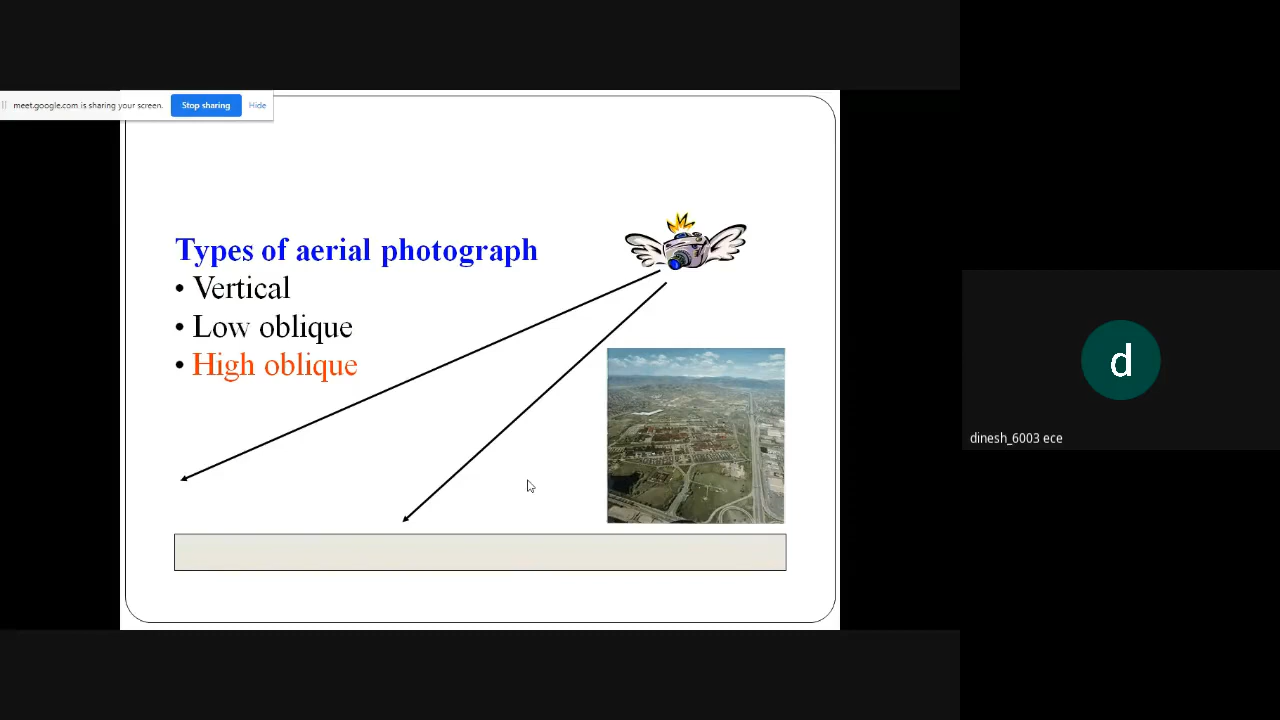 meet.google.com is sharing your screen. Stop sharing Hide
Types of aerial photograph
• Vertical
• Low oblique
• High oblique
d
dinesh_6003 ece